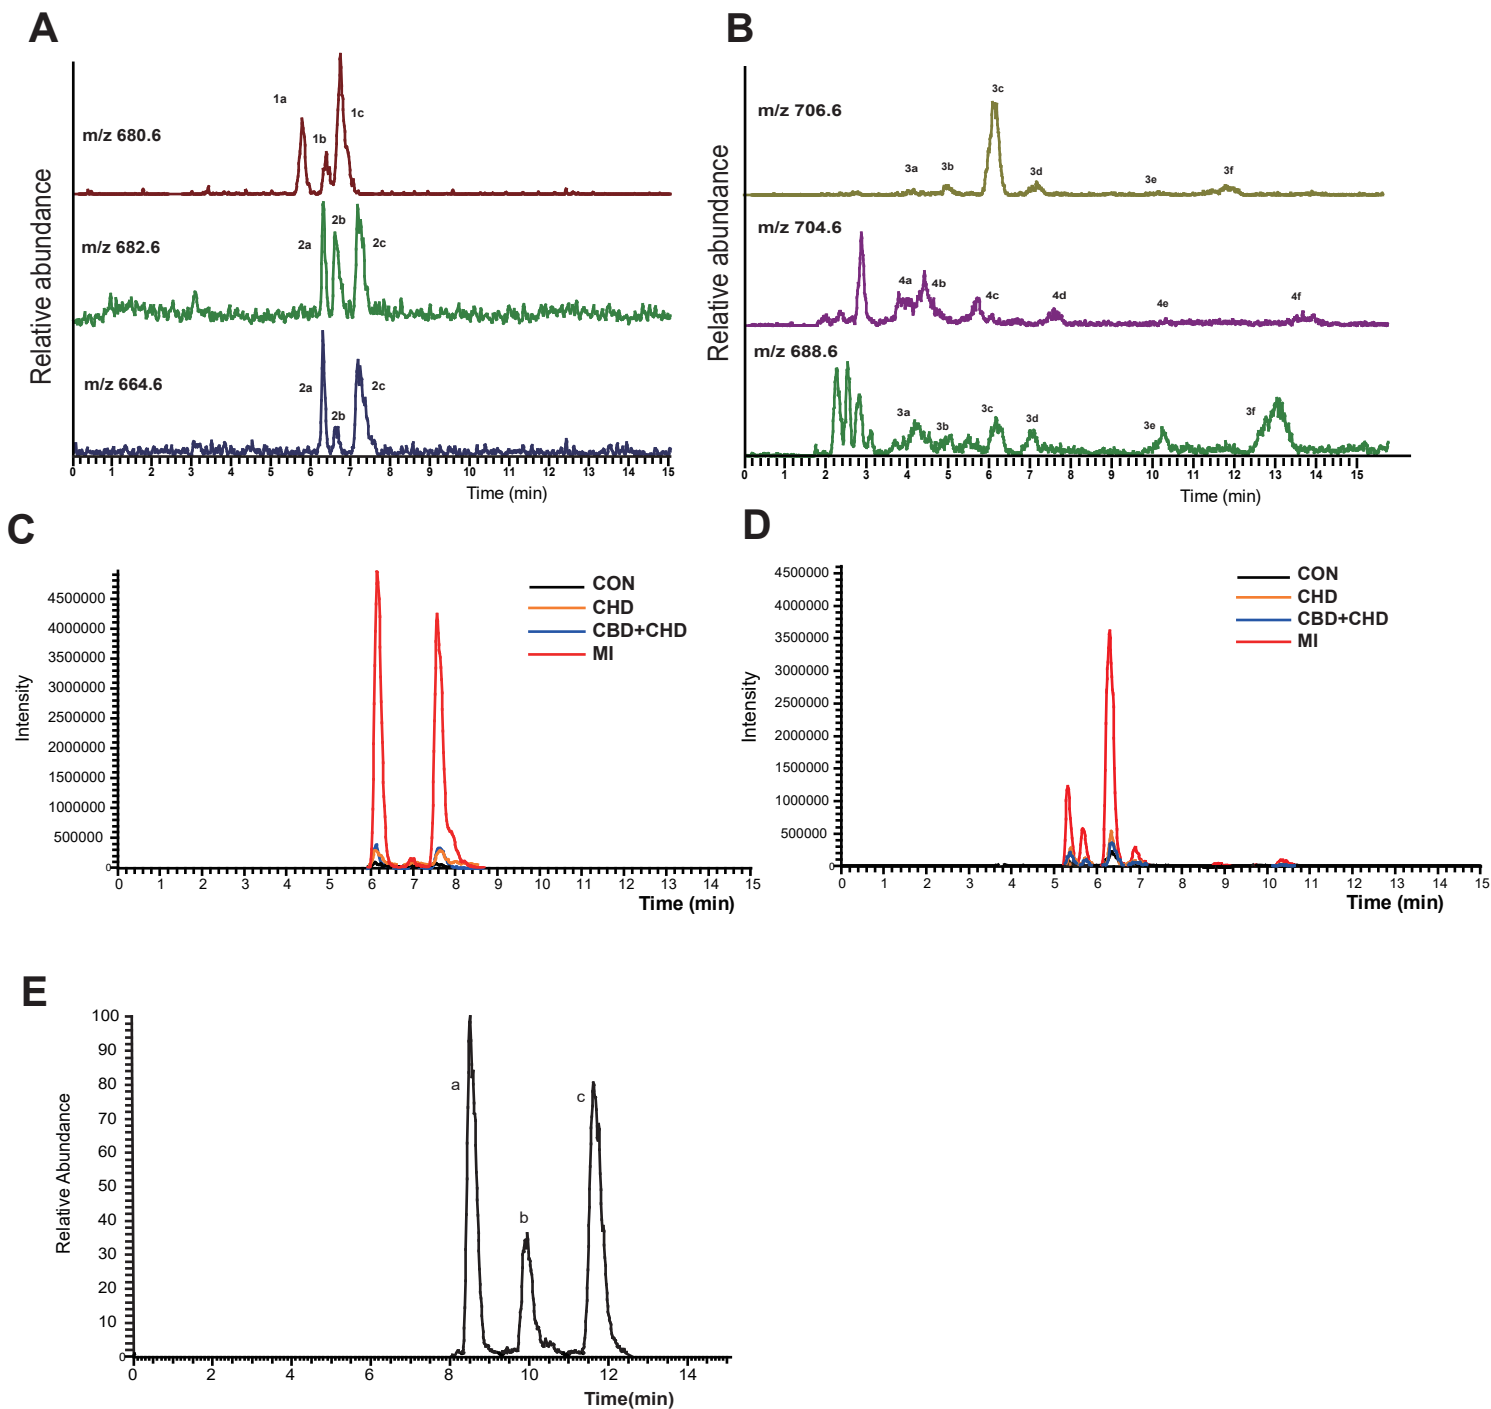 A
Relative abundance
m/z 680.6
1a
1b
1c
m/z 682.6
2a
2b
2c
m/z 664.6
2a
2b
2c
0 1 2 3 4 5 6 7 8 9 10 11 12 13 14 15
Time (min)
B
Relative abundance
m/z 706.6
3a
3b
3c
3d
3e
3f
m/z 704.6
4a
4b
4c
4d
4e
4f
m/z 688.6
3a
3b
3c
3d
3e
3f
0 1 2 3 4 5 6 7 8 9 10 11 12 13 14 15
Time (min)
C
Intensity
4500000
4000000
3500000
3000000
2500000
2000000
1500000
1000000
500000
0
CON
CHD
CBD+CHD
MI
0 1 2 3 4 5 6 7 8 9 10 11 12 13 14 15
Time (min)
D
Intensity
4500000
4000000
3500000
3000000
2500000
2000000
1500000
1000000
500000
0
CON
CHD
CBD+CHD
MI
0 1 2 3 4 5 6 7 8 9 10 11 12 13 14 15
Time (min)
E
Relative Abundance
100
90
80
70
60
50
40
30
20
10
0
a
b
c
0 2 4 6 8 10 12 14
Time(min)